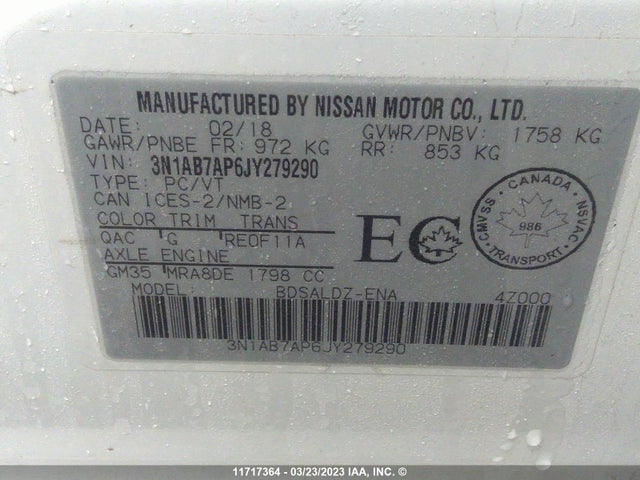 MANUFACTURED BY NISSAN MOTOR CO., LTD.
DATE: 02/18 GVWR/PNBV: 1758 KG
GAWR/PNBE FR: 972 KG RR: 853 KG
VIN: 3N1AB7AP6JY279290
TYPE: PC/VT
CAN ICES-2/NMB-2
COLOR TRIM TRANS
QAC G RE0F11A
AXLE ENGINE
GM35 MRA8DE 1798 CC
MODEL: BDSALDZ-ENA 4Z000
3N1AB7AP6JY279290
EC
CANADA
CMVSS 986 NSVAC
11717364 - 03/23/2023 IAA, INC. ©